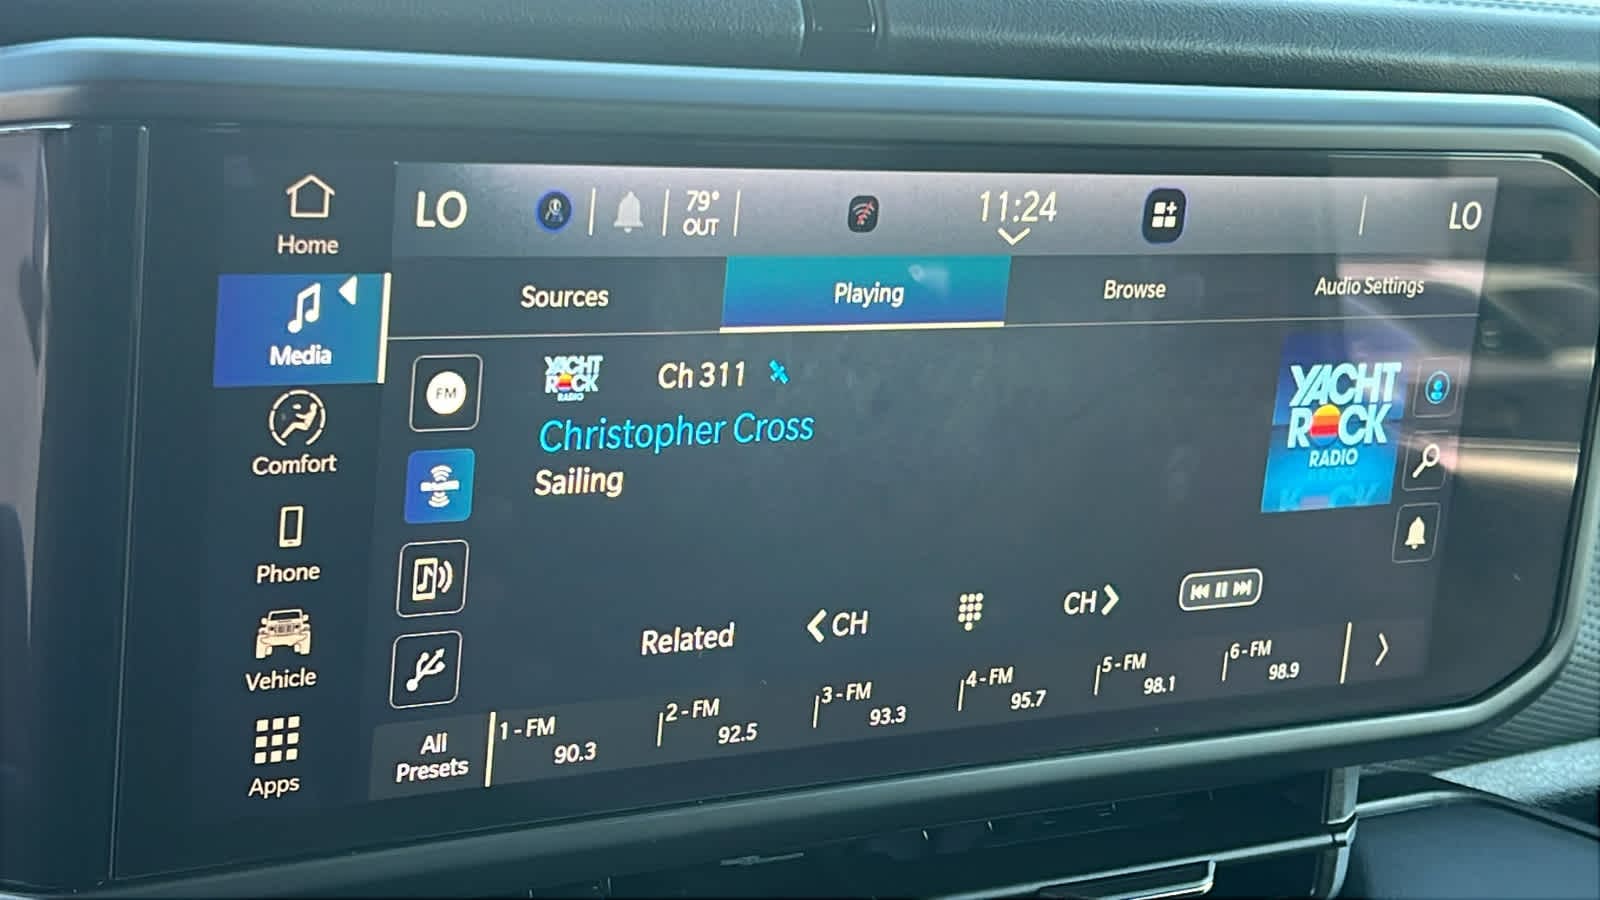 LO
79°
OUT
11:24
LO
Home
Media
Comfort
Phone
Vehicle
Apps
Sources
Playing
Browse
Audio Settings
FM
YACHT
ROCK
RADIO
Ch 311
Christopher Cross
Sailing
YACHT
ROCK
RADIO
Related
CH
CH
All
Presets
1 - FM
90.3
2 - FM
92.5
3 - FM
93.3
4 - FM
95.7
5 - FM
98.1
6 - FM
98.9